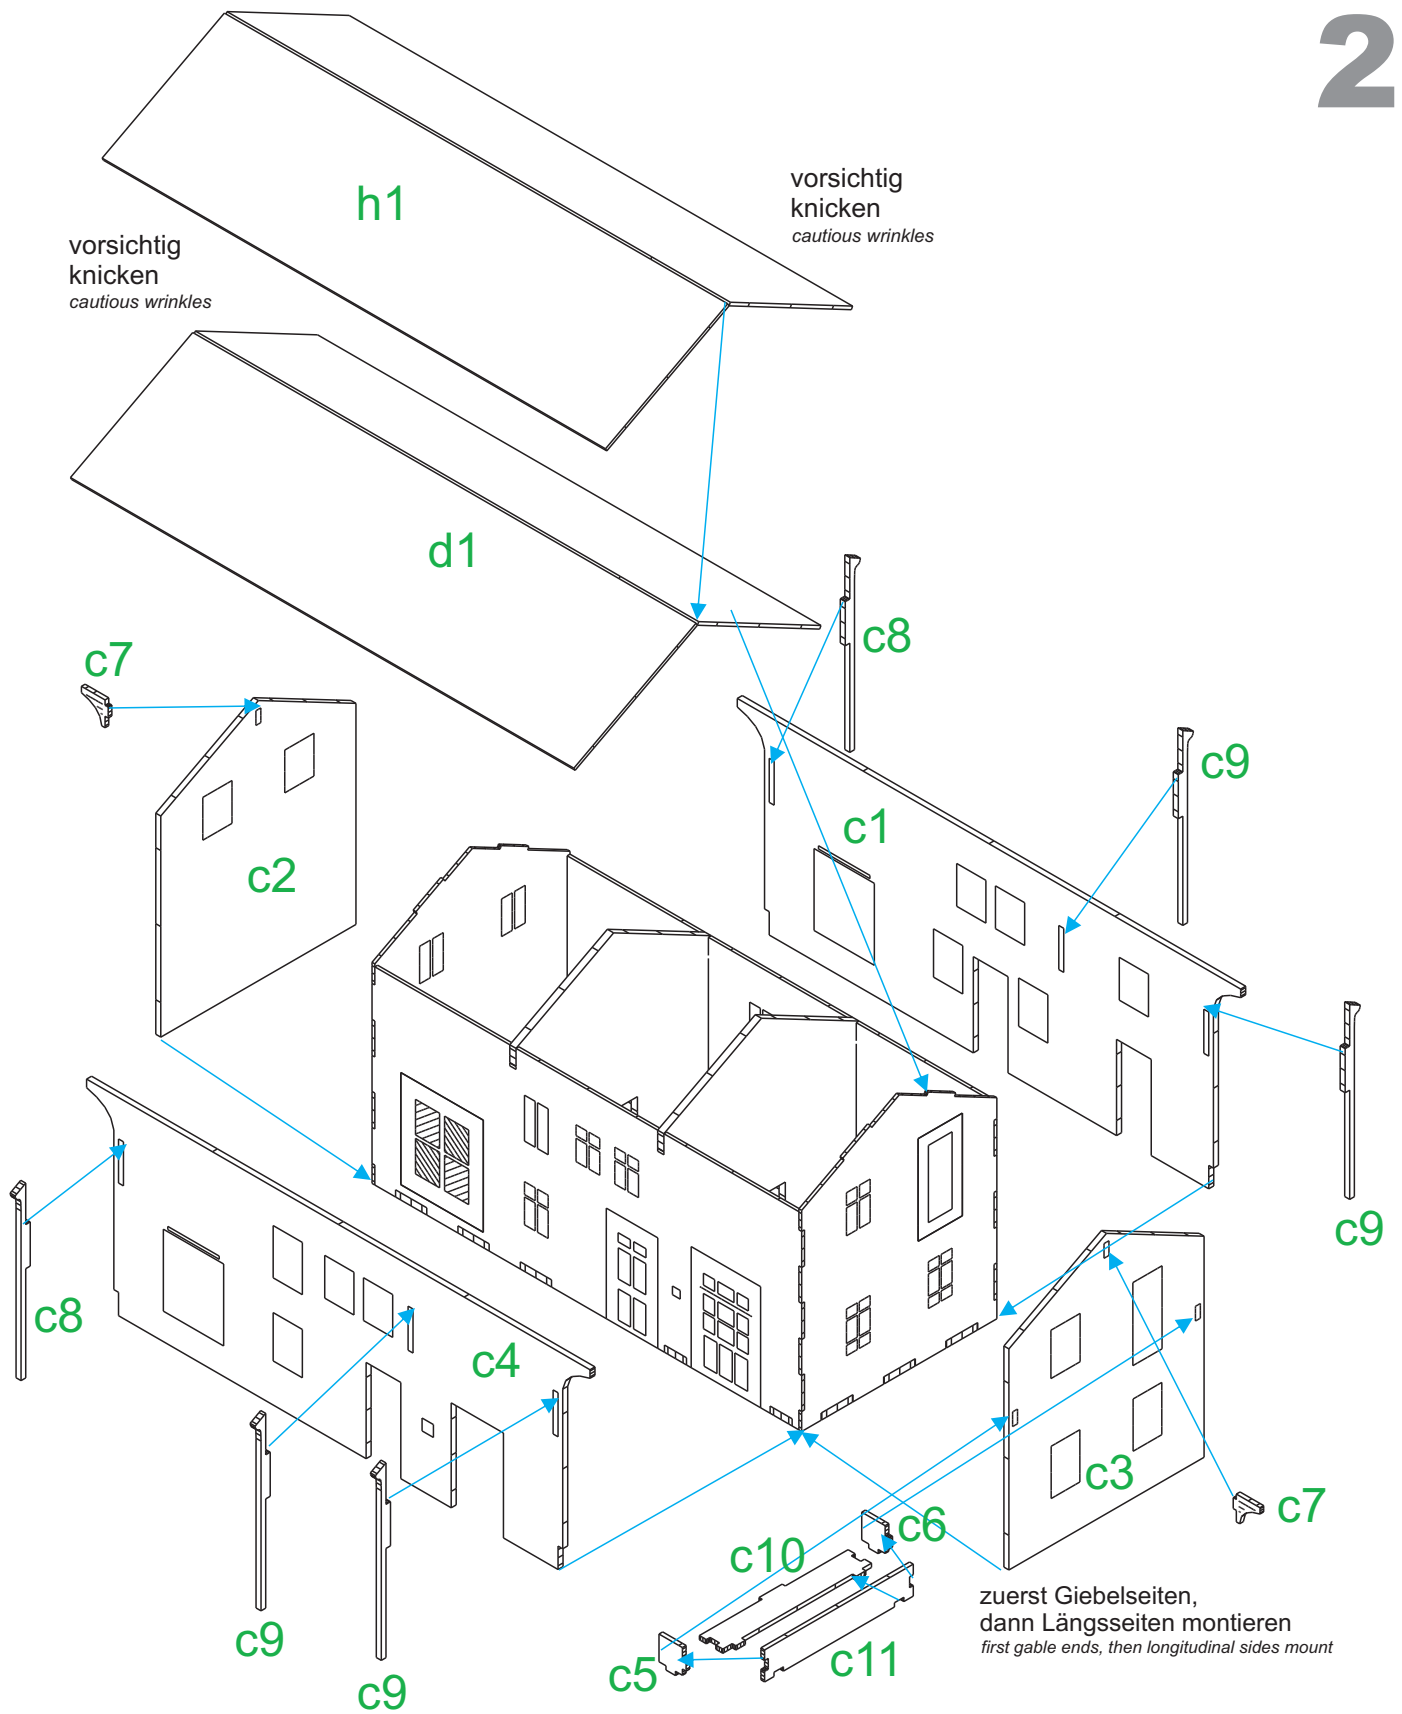 2
h1
vorsichtig
knicken
cautious wrinkles
vorsichtig
knicken
cautious wrinkles
d1
c8
c7
c9
c1
c2
c9
c8
c4
c3
c7
c6
c10
zuerst Giebelseiten,
dann Längsseiten montieren
first gable ends, then longitudinal sides mount
c9
c11
c5
c9